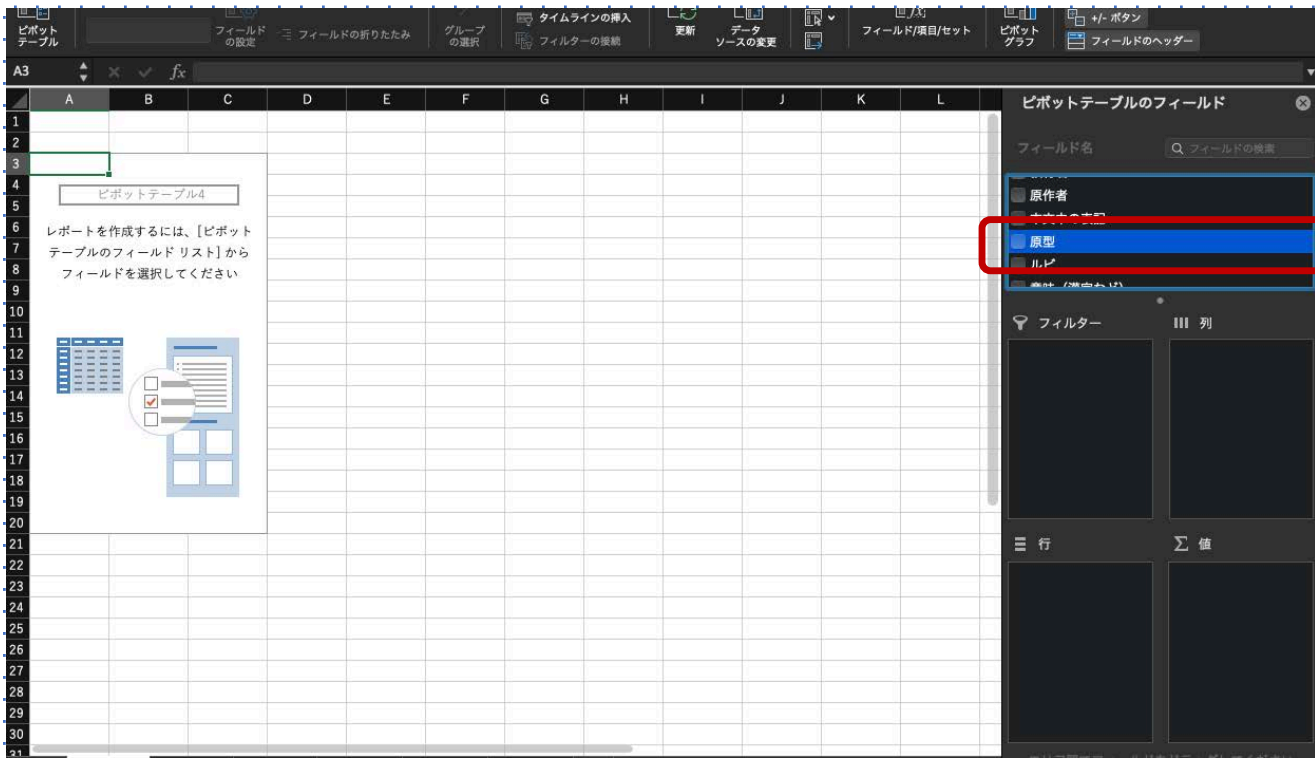 ピボット
テーブル
フィールド
の設定
フィールドの折りたたみ
グループ
の選択
タイムラインの挿入
フィルターの接続
更新
データ
ソースの変更
フィールド/項目/セット
ピボット
グラフ
+/- ボタン
フィールドのヘッダー
A3
fx
A B C D E F G H I J K L
1
2
3
4
5
6
7
8
9
10
11
12
13
14
15
16
17
18
19
20
21
22
23
24
25
26
27
28
29
30
31
ピボットテーブル4
レポートを作成するには、[ピボット
テーブルのフィールド リスト] から
フィールドを選択してください
ピボットテーブルのフィールド
フィールド名
フィールドの検索
原作者
原型
ルビ
フィルター
列
行
Σ 値